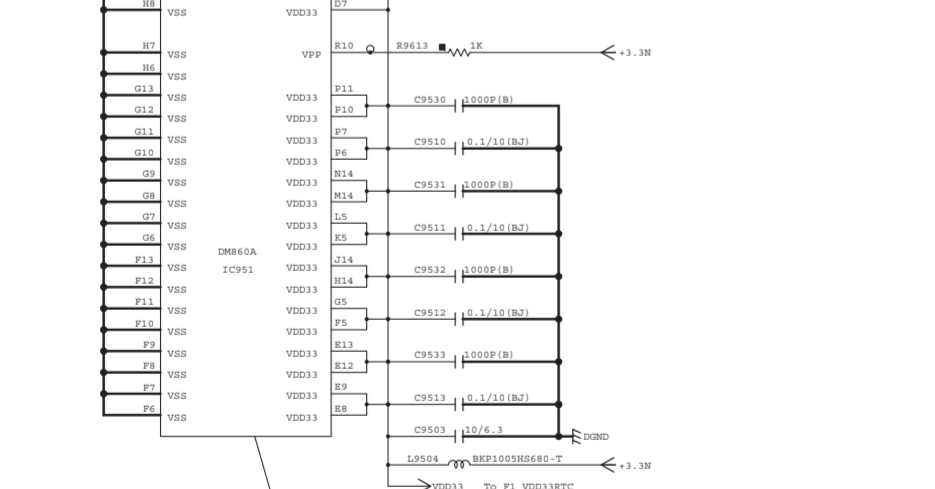 H8 VSS VDD33 D7
H7 VSS VPP R10 R9613 1K +3.3N
H6 VSS
G13 VSS VDD33 P11 C9530 1000P(B)
G12 VSS VDD33 P10
G11 VSS VDD33 P7 C9510 0.1/10(BJ)
G10 VSS VDD33 P6
G9 VSS VDD33 N14 C9531 1000P(B)
G8 VSS VDD33 M14
G7 VSS VDD33 L5 C9511 0.1/10(BJ)
G6 VSS VDD33 K5
DM860A
IC951
F13 VSS VDD33 J14 C9532 1000P(B)
F12 VSS VDD33 H14
F11 VSS VDD33 G5 C9512 0.1/10(BJ)
F10 VSS VDD33 F5
F9 VSS VDD33 E13 C9533 1000P(B)
F8 VSS VDD33 E12
F7 VSS VDD33 E9 C9513 0.1/10(BJ)
F6 VSS VDD33 E8
C9503 10/6.3 DGND
L9504 BKP1005HS680-T +3.3N
VDD33 To F1 VDD33RTC